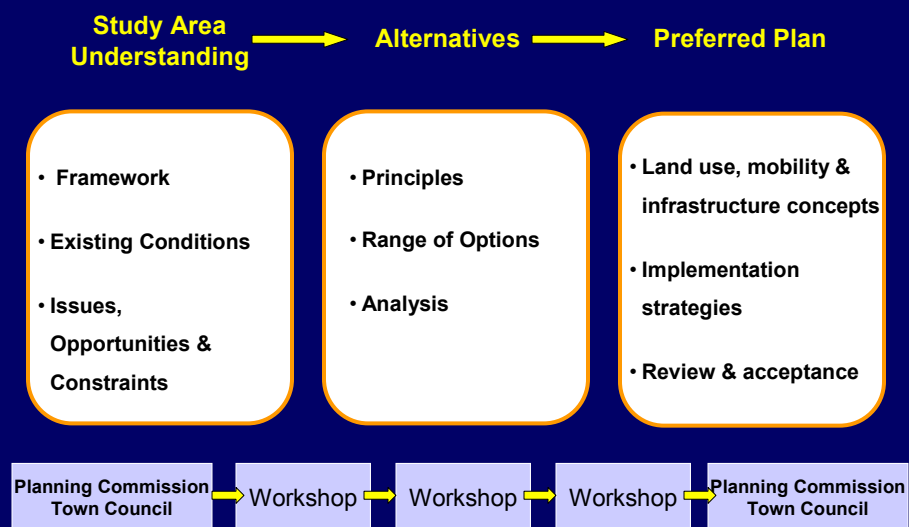 Study Area
Understanding
Alternatives
Preferred Plan
• Framework
• Existing Conditions
• Issues,
Opportunities &
Constraints
• Principles
• Range of Options
• Analysis
• Land use, mobility &
infrastructure concepts
• Implementation
strategies
• Review & acceptance
Planning Commission
Town Council
Workshop
Workshop
Workshop
Planning Commission
Town Council